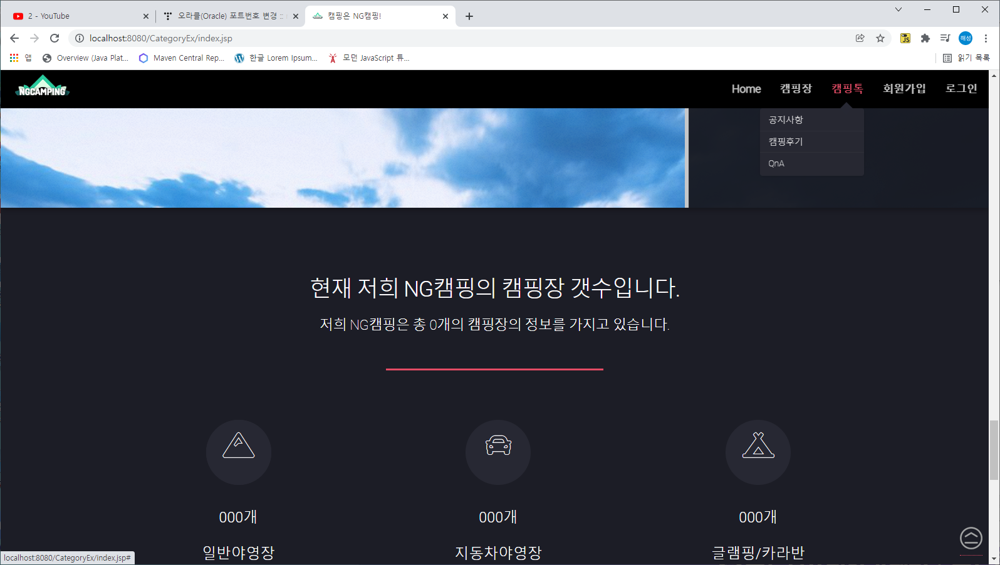 2 - YouTube
오라클(Oracle) 포트번호 변경 ::
캠핑은 NG캠핑!
localhost:8080/CategoryEx/index.jsp
JS
해성
앱
Overview (Java Plat...
Maven Central Rep...
한글 Lorem Ipsum...
모던 JavaScript 튜...
읽기 목록
NGCAMPING
Home
캠핑장
캠핑톡
회원가입
로그인
공지사항
캠핑후기
QnA
현재 저희 NG캠핑의 캠핑장 갯수입니다.
저희 NG캠핑은 총 0개의 캠핑장의 정보를 가지고 있습니다.
000개
000개
000개
일반야영장
지동차야영장
글램핑/카라반
localhost:8080/CategoryEx/index.jsp#